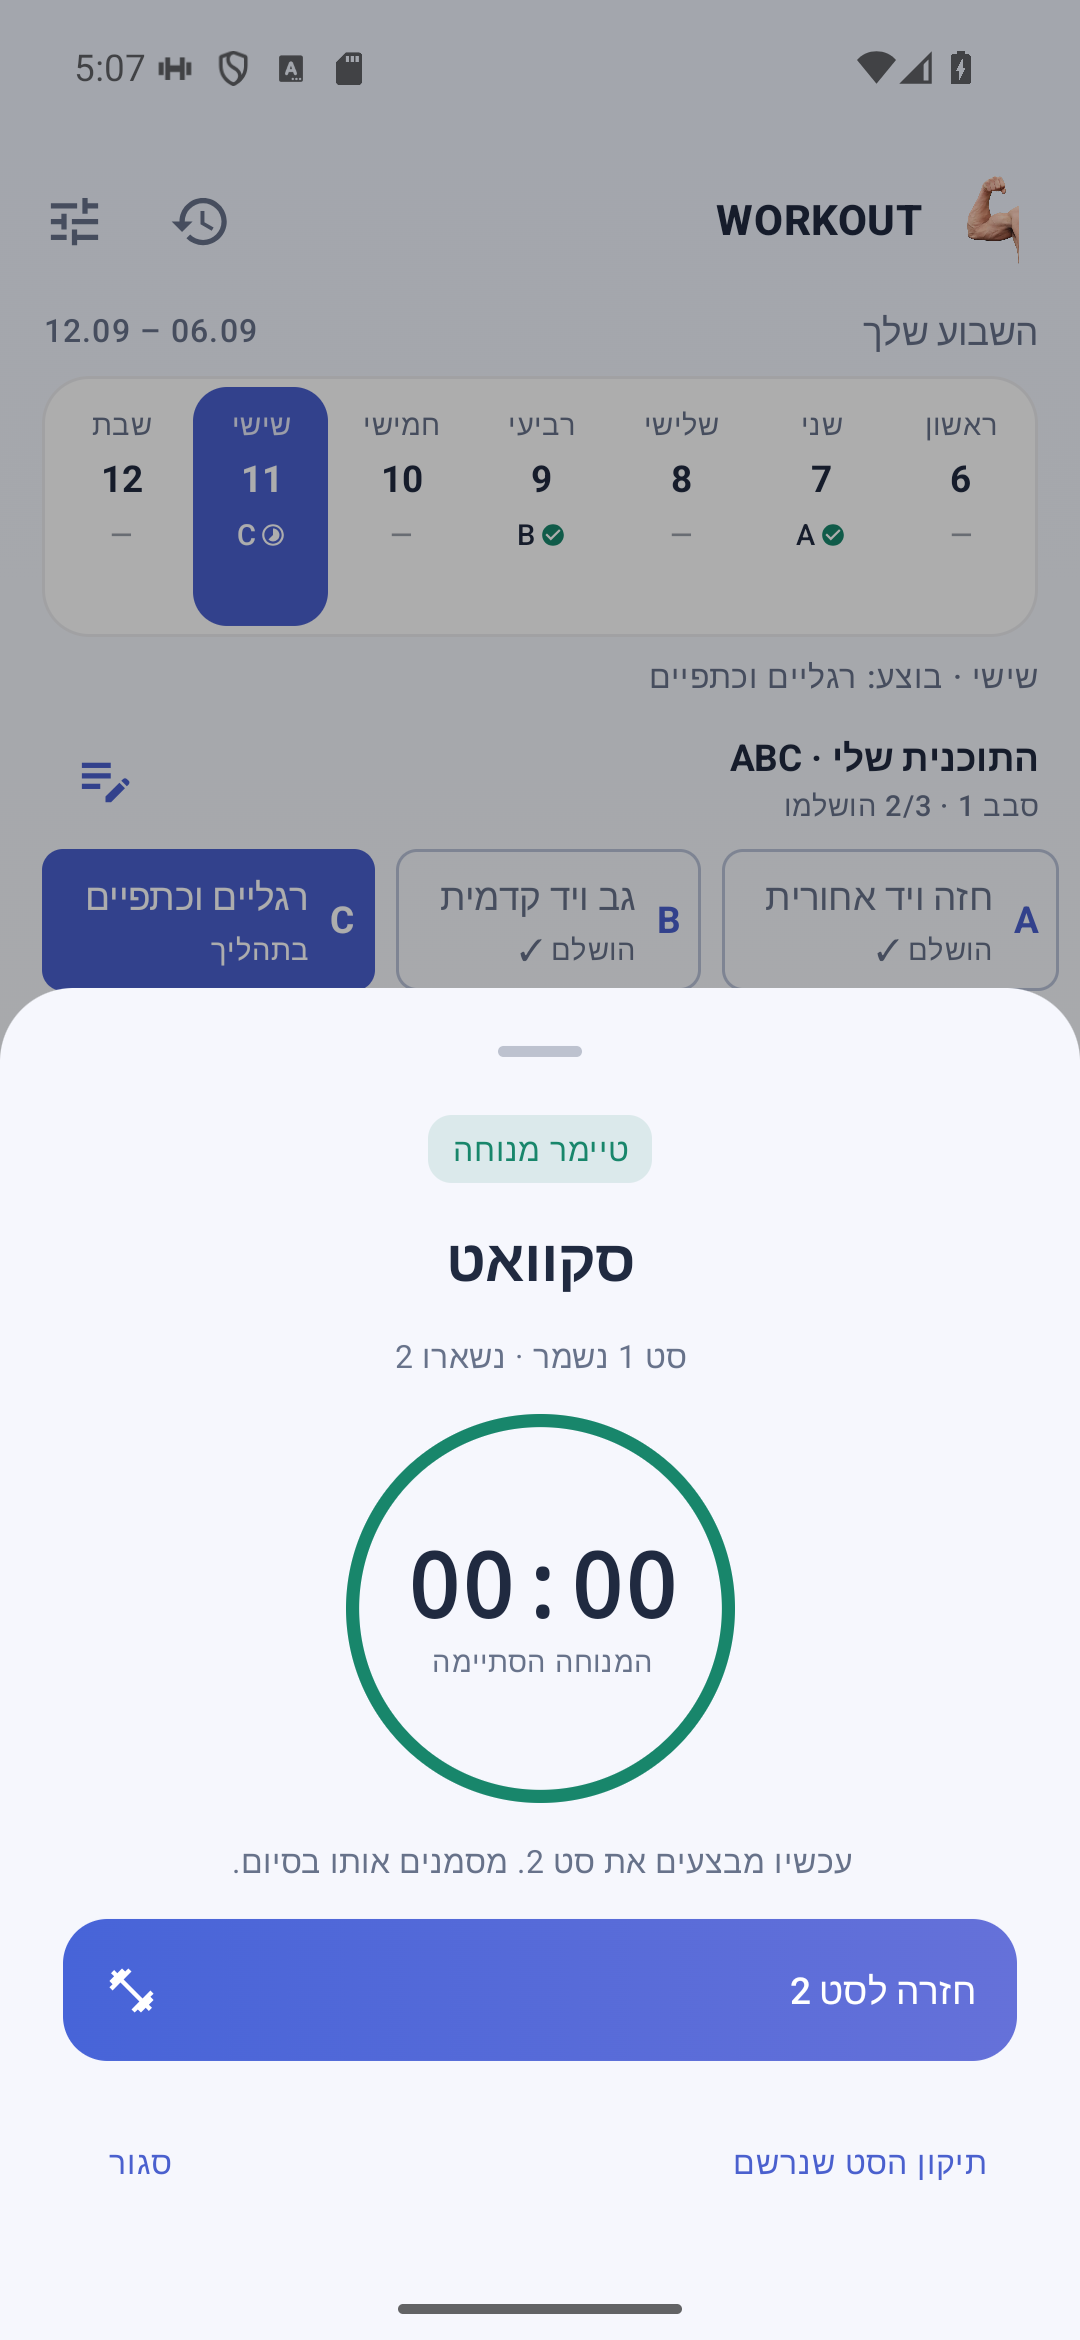 5:07
WORKOUT
השבוע שלך
06.09 – 12.09
ראשון שני שלישי רביעי חמישי שישי שבת
6 7 8 9 10 11 12
– A – B – C –
שישי · בוצע: רגליים וכתפיים
התוכנית שלי · ABC
סבב 1 · 2/3 הושלמו
A חזה ויד אחורית
הושלם ✓
B גב ויד קדמית
הושלם ✓
C רגליים וכתפיים
בתהליך
טיימר מנוחה
סקוואט
סט 1 נשמר · נשארו 2
00:00
המנוחה הסתיימה
עכשיו מבצעים את סט 2. מסמנים אותו בסיום.
חזרה לסט 2
תיקון הסט שנרשם
סגור